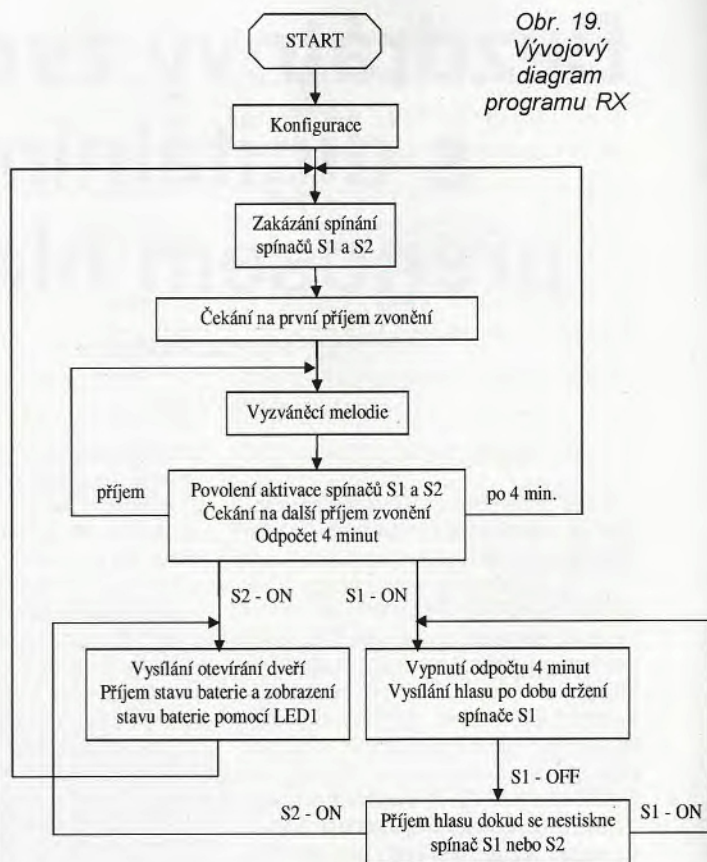 START
Obr. 19.
Vývojový
diagram
programu RX
Konfigurace
Zakázání spínání
spínačů S1 a S2
Čekání na první příjem zvonění
Vyzváněcí melodie
příjem
Povolení aktivace spínačů S1 a S2
Čekání na další příjem zvonění
Odpočet 4 minut
po 4 min.
S2 - ON
S1 - ON
Vysílání otevírání dveří
Příjem stavu baterie a zobrazení
stavu baterie pomocí LED1
Vypnutí odpočtu 4 minut
Vysílání hlasu po dobu držení
spínače S1
S1 - OFF
S2 - ON
Příjem hlasu dokud se nestiskne
spínač S1 nebo S2
S1 - ON